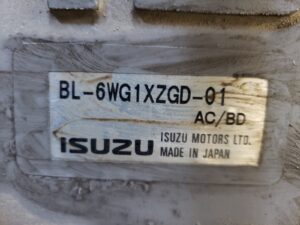 BL-6WG1XZGD-01
AC/BD
ISUZU ISUZU MOTORS LTD.
MADE IN JAPAN